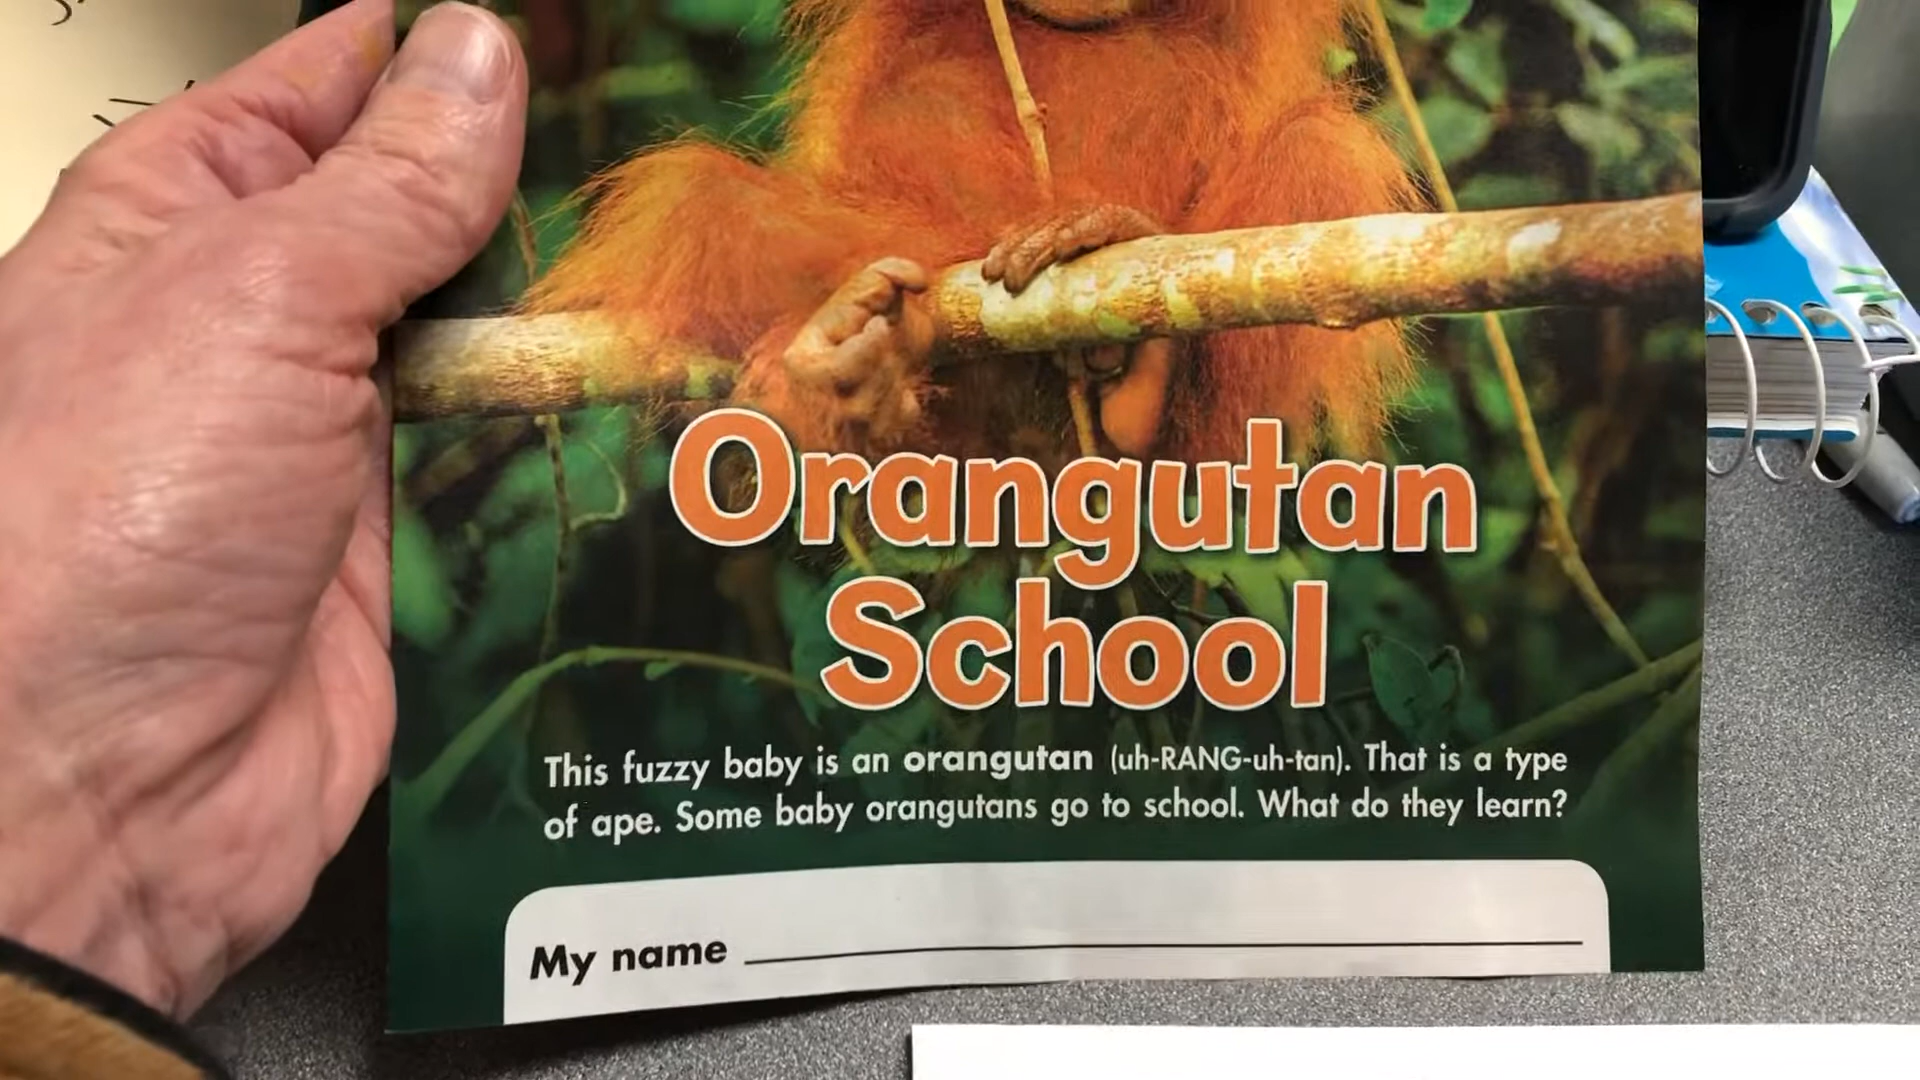 Orangutan
School
This fuzzy baby is an orangutan (uh-RANG-uh-tan). That is a type
of ape. Some baby orangutans go to school. What do they learn?
My name